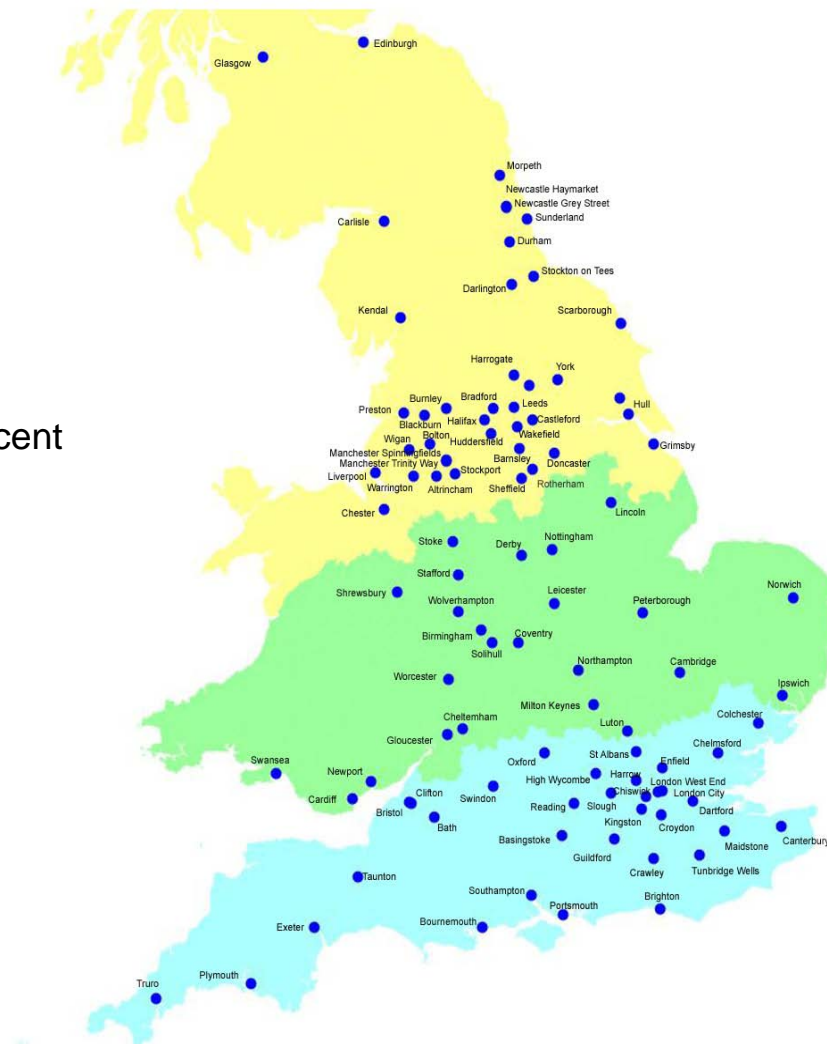 Edinburgh
Glasgow
Morpeth
Newcastle Haymarket
Newcastle Grey Street
Sunderland
Carlisle
Durham
Stockton on Tees
Darlington
Kendal
Scarborough
Harrogate
York
Burnley
Bradford
Leeds
Preston
Hull
Blackburn
Halifax
Castleford
cent
Bolton
Huddersfield
Wakefield
Wigan
Grimsby
Manchester Spinningfields
Barnsley
Manchester Trinity Way
Doncaster
Stockport
Liverpool
Warrington
Altrincham
Sheffield
Rotherham
Chester
Lincoln
Stoke
Derby
Nottingham
Stafford
Norwich
Shrewsbury
Leicester
Wolverhampton
Peterborough
Birmingham
Coventry
Solihull
Northampton
Cambridge
Worcester
Ipswich
Milton Keynes
Colchester
Cheltemham
Luton
Gloucester
Chelmsford
St Albans
Oxford
Enfield
Swansea
Newport
High Wycombe
Harrow
London West End
Chiswick
London City
Clifton
Swindon
Cardiff
Bristol
Reading
Slough
Dartford
Bath
Kingston
Croydon
Basingstoke
Maidstone
Canterbury
Guildford
Crawley
Tunbridge Wells
Taunton
Southampton
Brighton
Portsmouth
Bournemouth
Exeter
Plymouth
Truro